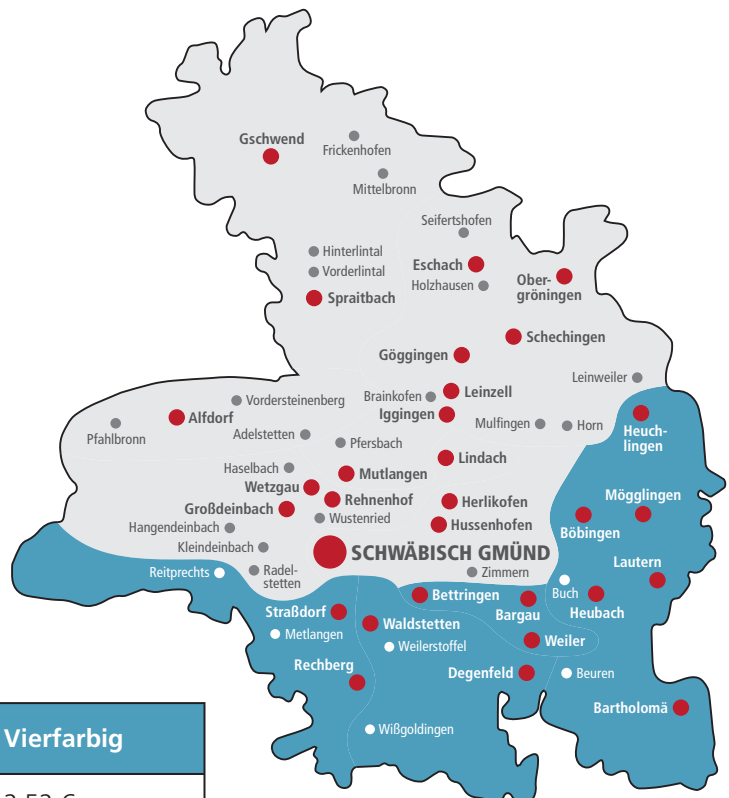 Gschwend
Frickenhofen
Mittelbronn
Seifertshofen
Hinterlintal
Eschach
Vorderlintal
Holzhausen
Ober-
gröningen
Spraitbach
Schechingen
Göggingen
Leinweiler
Leinzell
Brainkofen
Vordersteinenberg
Iggingen
Alfdorf
Mulfingen
Horn
Heuch-
lingen
Pfahlbronn
Adelstetten
Pfersbach
Lindach
Haselbach
Mutlangen
Wetzgau
Mögglingen
Rehnenhof
Herlikofen
Großdeinbach
Wustenried
Hussenhofen
Böbingen
Hangendeinbach
Kleindeinbach
SCHWÄBISCH GMÜND
Lautern
Reitprechts
Radel-
stetten
Zimmern
Buch
Bettringen
Bargau
Heubach
Straßdorf
Waldstetten
Metlangen
Weilerstoffel
Weiler
Rechberg
Degenfeld
Beuren
Bartholomä
Wißgoldingen
Vierfarbig